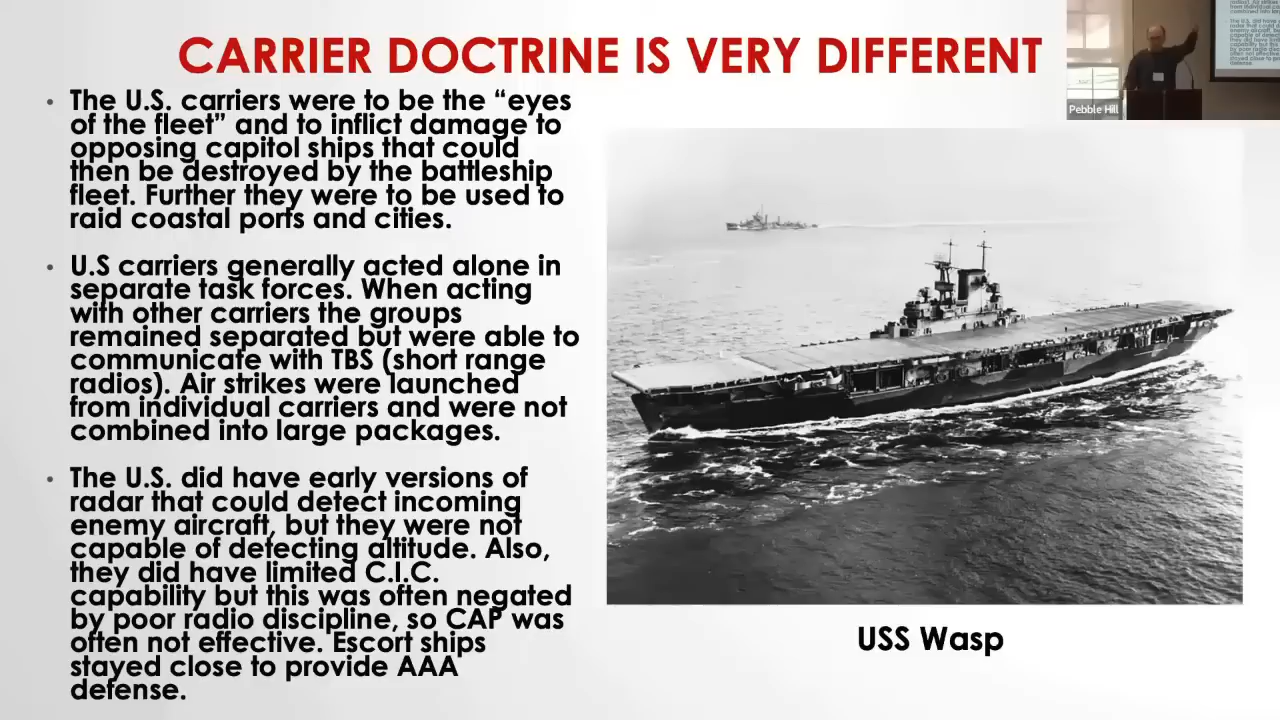 CARRIER DOCTRINE IS VERY DIFFERENT
• The U.S. carriers were to be the “eyes
of the fleet” and to inflict damage to
opposing capitol ships that could
then be destroyed by the battleship
fleet. Further they were to be used to
raid coastal ports and cities.
• U.S carriers generally acted alone in
separate task forces. When acting
with other carriers the groups
remained separated but were able to
communicate with TBS (short range
radios). Air strikes were launched
from individual carriers and were not
combined into large packages.
• The U.S. did have early versions of
radar that could detect incoming
enemy aircraft, but they were not
capable of detecting altitude. Also,
they did have limited C.I.C.
capability but this was often negated
by poor radio discipline, so CAP was
often not effective. Escort ships
stayed close to provide AAA
defense.
USS Wasp
Pebble Hill